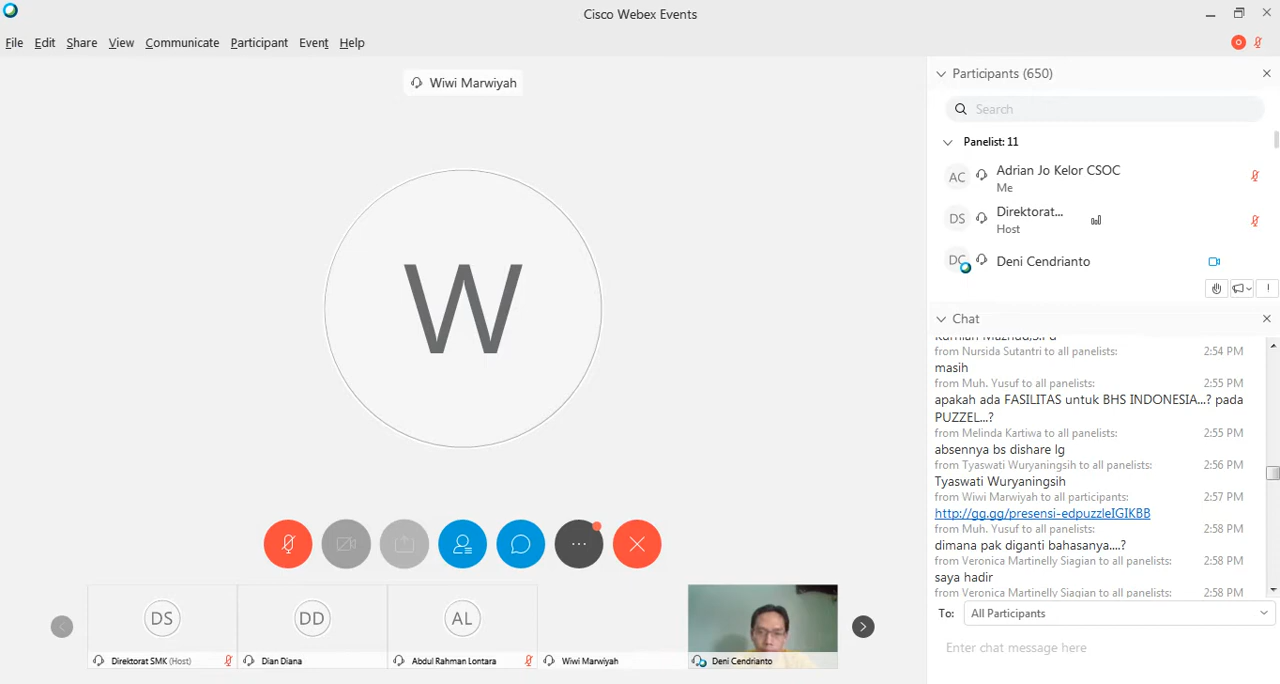 Cisco Webex Events
File Edit Share View Communicate Participant Event Help
Wiwi Marwiyah
W
DS
Direktorat SMK (Host)
DD
Dian Diana
AL
Abdul Rahman Lontara
Wiwi Marwiyah
Deni Cendrianto
Participants (650)
Search
Panelist: 11
AC
Adrian Jo Kelor CSOC
Me
DS
Direktorat...
Host
DC
Deni Cendrianto
Chat
from Nursida Sutantri to all panelists: 2:54 PM
masih
from Muh. Yusuf to all panelists: 2:55 PM
apakah ada FASILITAS untuk BHS INDONESIA...? pada
PUZZEL...?
from Melinda Kartiwa to all panelists: 2:55 PM
absennya bs dishare lg
from Tyaswati Wuryaningsih to all panelists: 2:56 PM
Tyaswati Wuryaningsih
from Wiwi Marwiyah to all participants: 2:57 PM
http://gg.gg/presensi-edpuzzleIGIKBB
from Muh. Yusuf to all panelists: 2:58 PM
dimana pak diganti bahasanya....?
from Veronica Martinelly Siagian to all panelists: 2:58 PM
saya hadir
from Veronica Martinelly Siagian to all panelists: 2:58 PM
To: All Participants
Enter chat message here